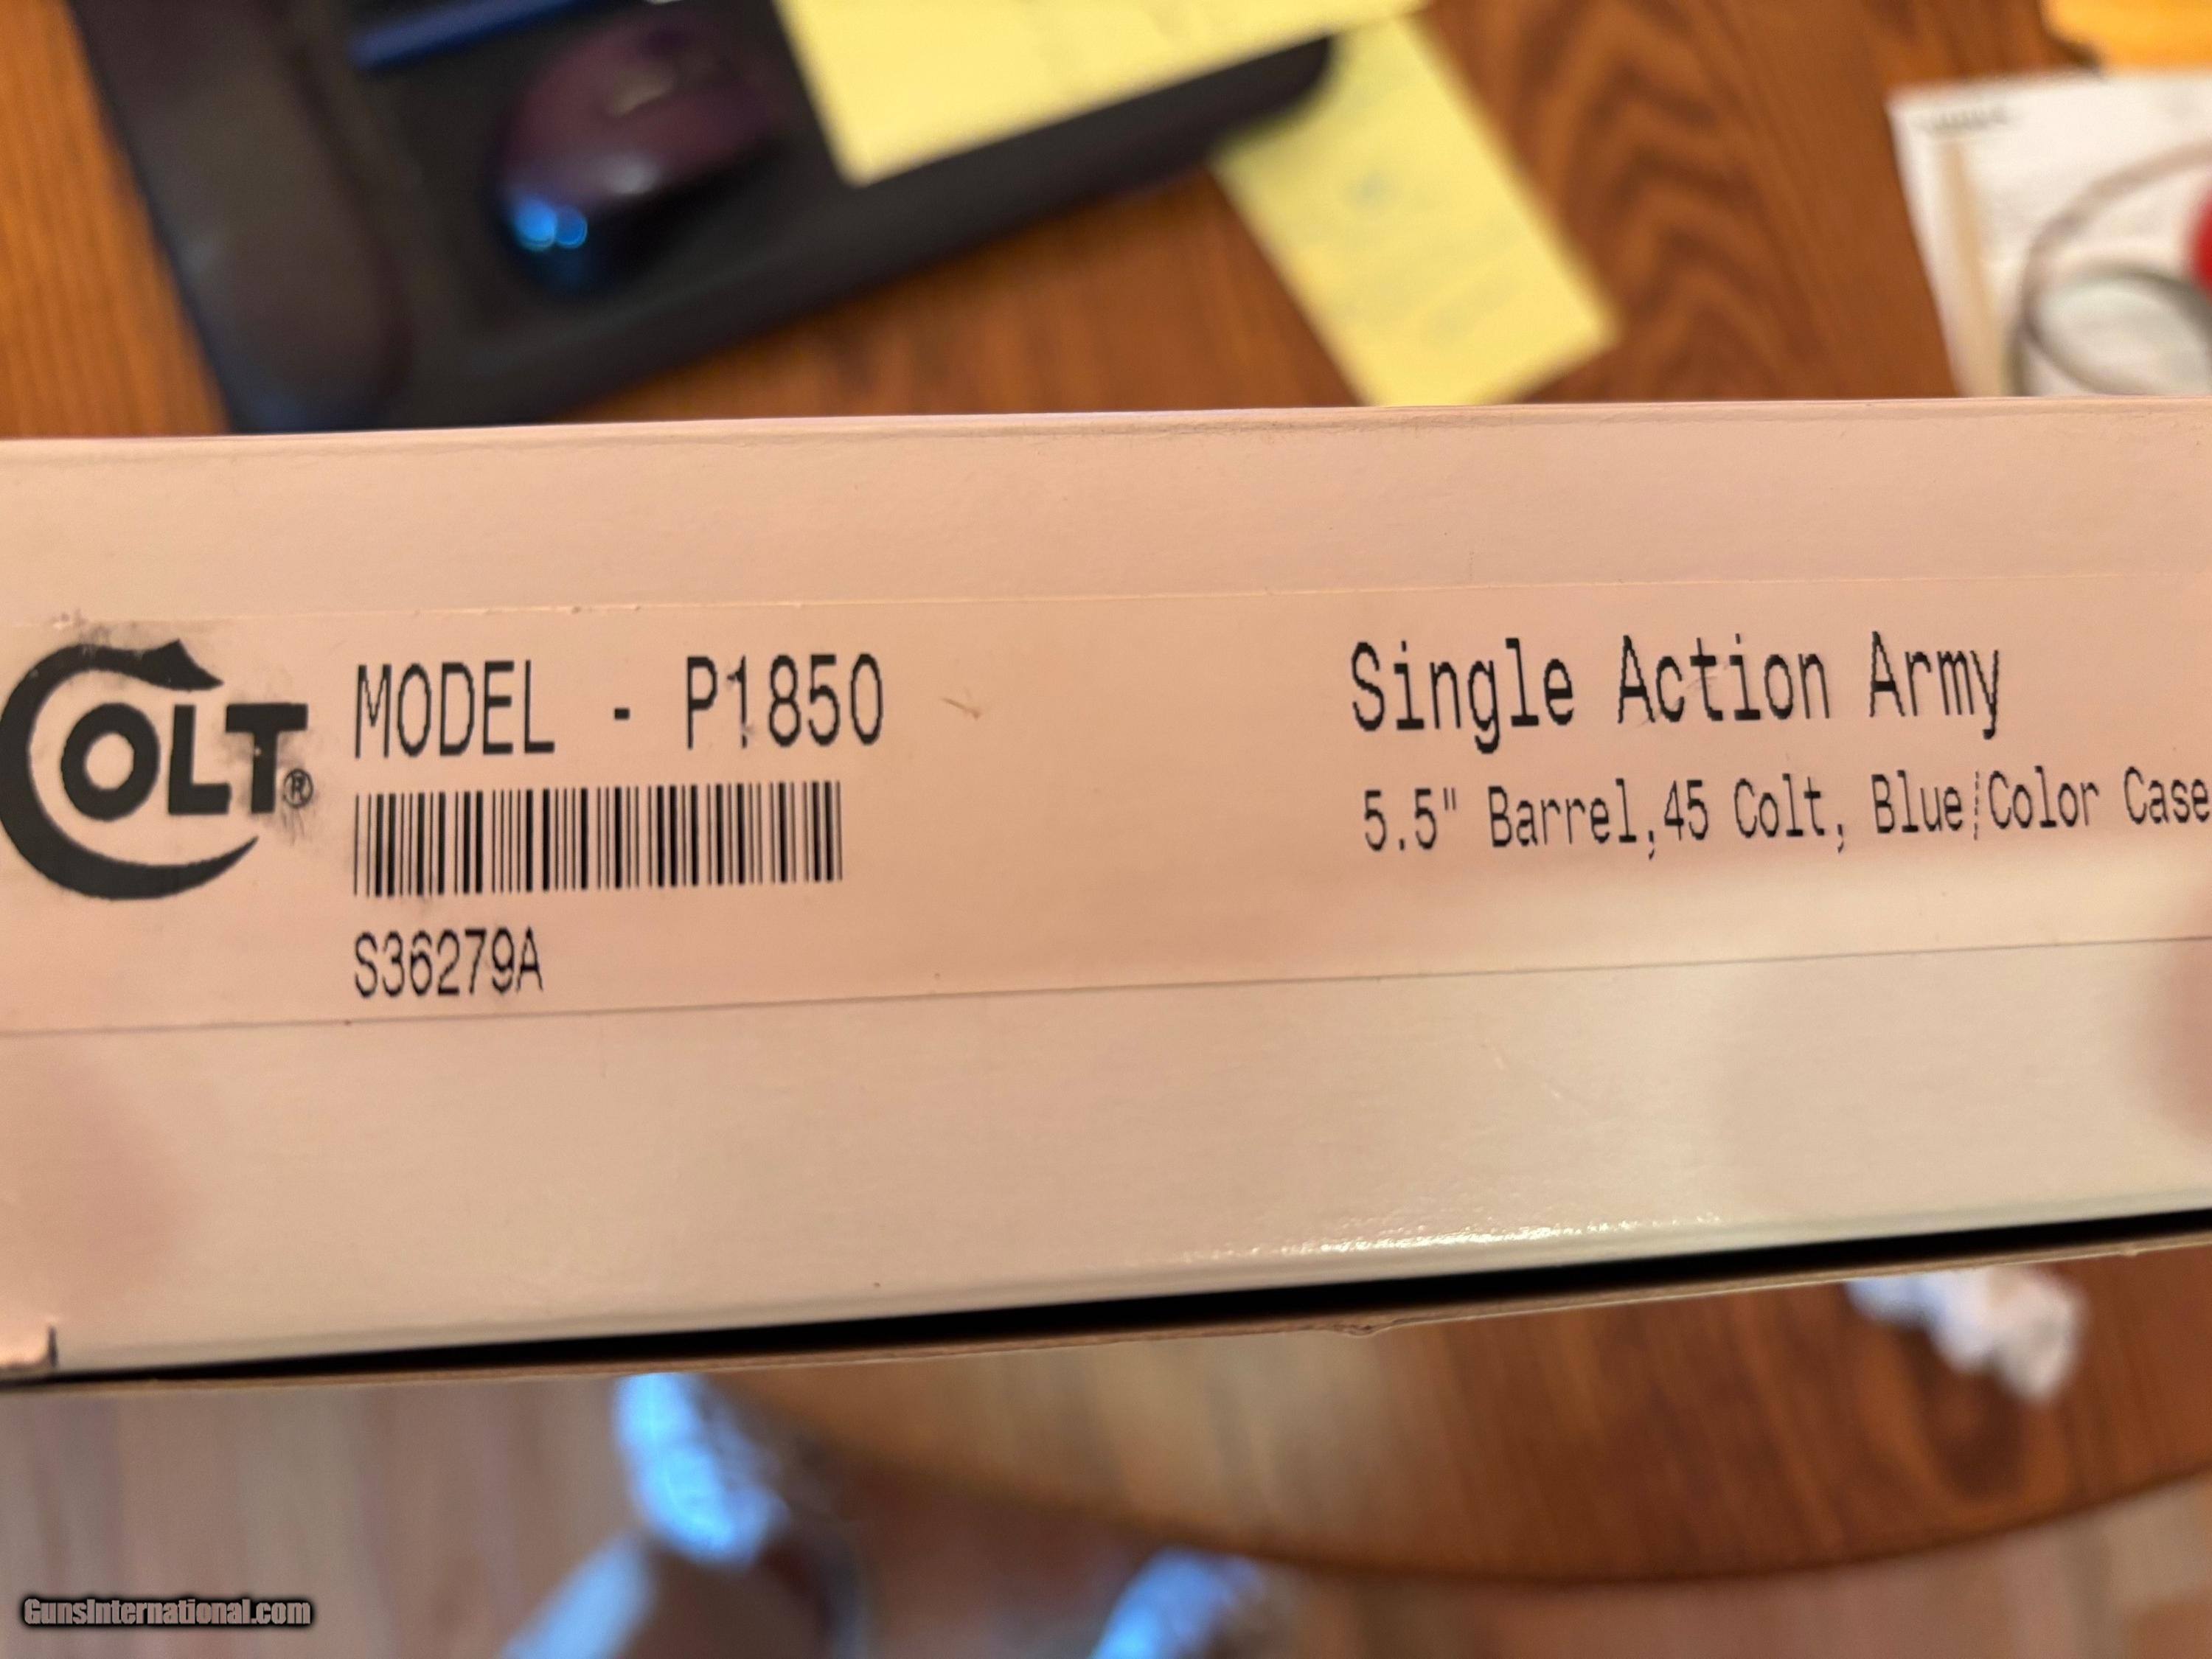 COLT®
MODEL - P1850
S36279A
Single Action Army
5.5" Barrel,45 Colt, Blue/Color Case
GunsInternational.com